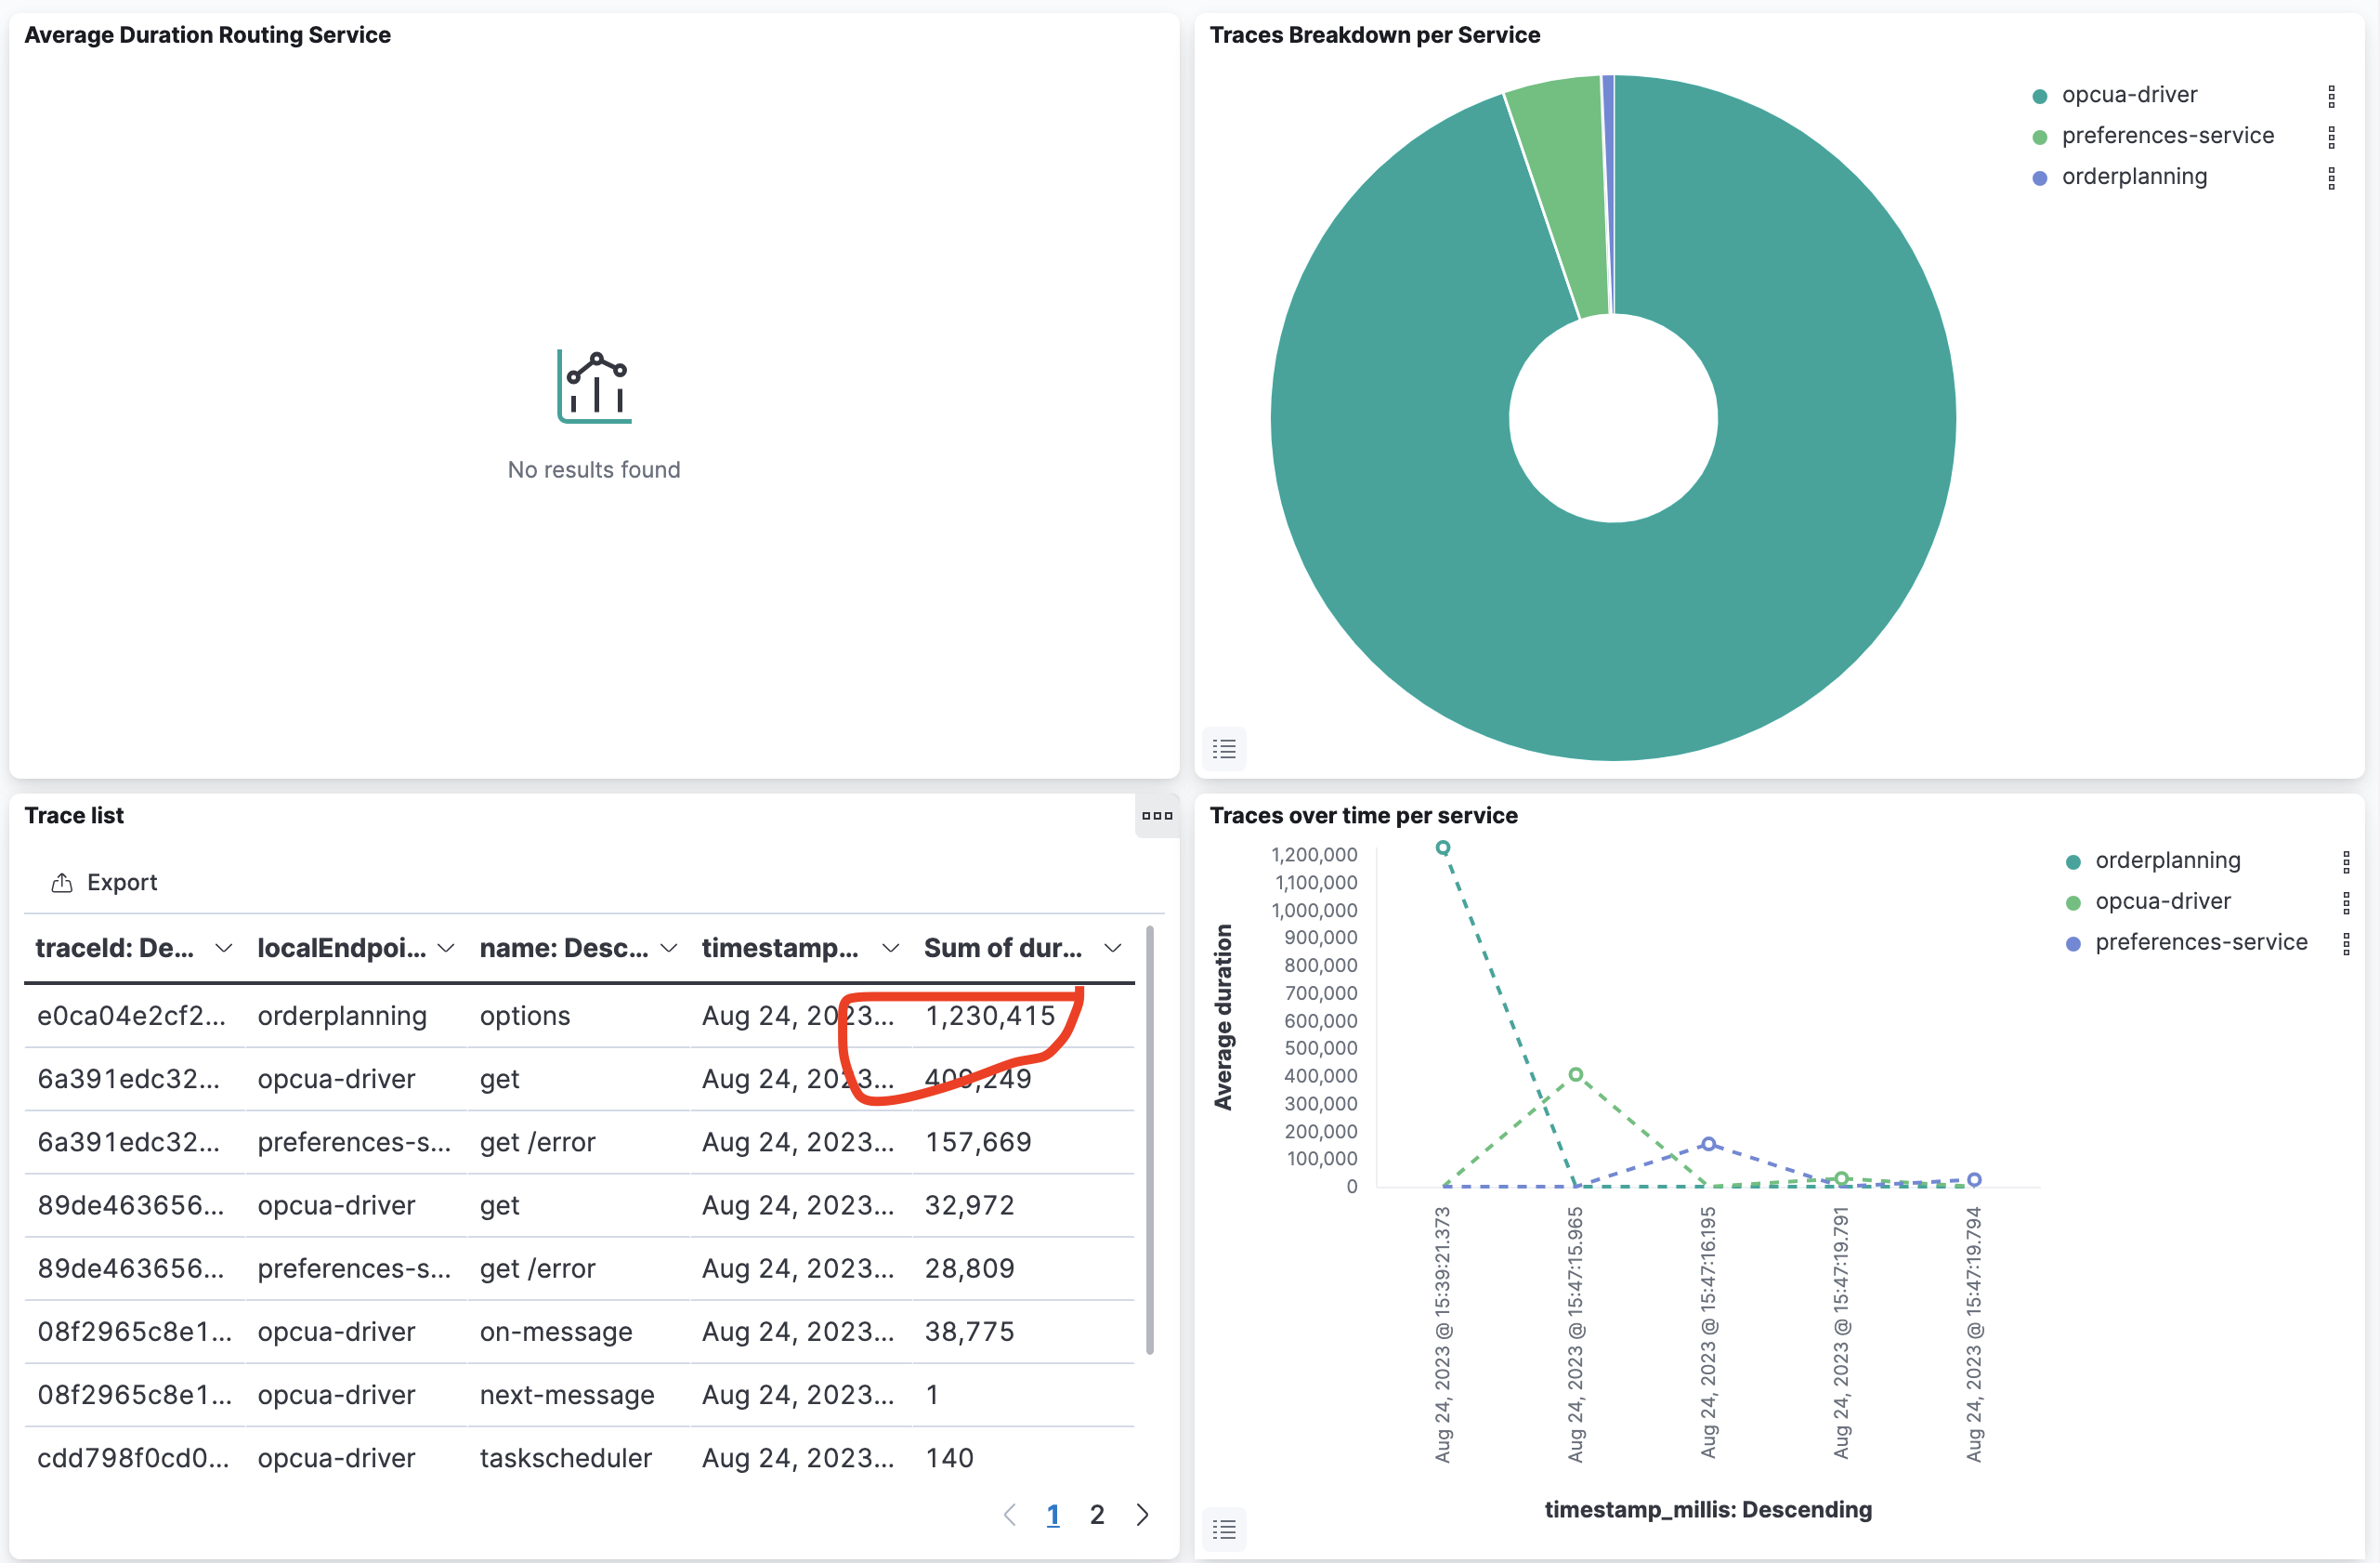 Average Duration Routing Service
No results found
Traces Breakdown per Service
opcua-driver
preferences-service
orderplanning
Trace list
Export
traceId: De... localEndpoi... name: Desc... timestamp... Sum of dur...
e0ca04e2cf2... orderplanning options Aug 24, 2023... 1,230,415
6a391edc32... opcua-driver get Aug 24, 2023... 409,249
6a391edc32... preferences-s... get /error Aug 24, 2023... 157,669
89de463656... opcua-driver get Aug 24, 2023... 32,972
89de463656... preferences-s... get /error Aug 24, 2023... 28,809
08f2965c8e1... opcua-driver on-message Aug 24, 2023... 38,775
08f2965c8e1... opcua-driver next-message Aug 24, 2023... 1
cdd798f0cd0... opcua-driver taskscheduler Aug 24, 2023... 140
1 2
Traces over time per service
Average duration
1,200,000
1,100,000
1,000,000
900,000
800,000
700,000
600,000
500,000
400,000
300,000
200,000
100,000
0
Aug 24, 2023 @ 15:39:21.373
Aug 24, 2023 @ 15:47:15.965
Aug 24, 2023 @ 15:47:16.195
Aug 24, 2023 @ 15:47:19.791
Aug 24, 2023 @ 15:47:19.794
timestamp_millis: Descending
orderplanning
opcua-driver
preferences-service